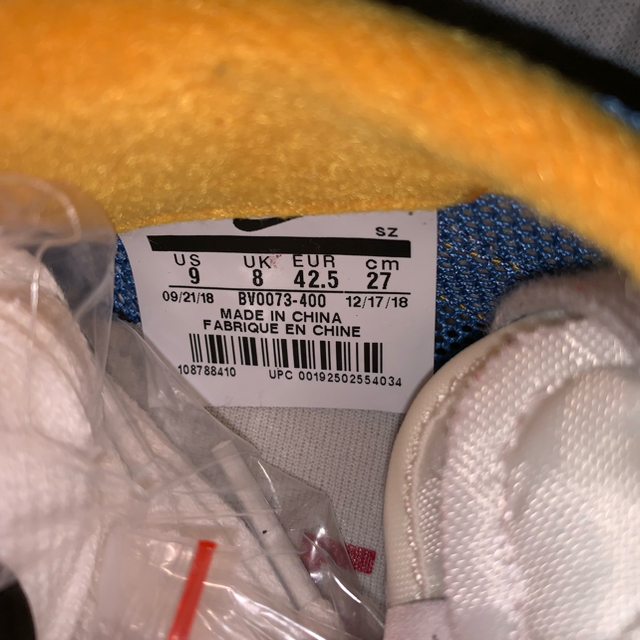 SZ
US UK EUR cm
9 8 42.5 27
09/21/18 BV0073-400 12/17/18
MADE IN CHINA
FABRIQUE EN CHINE
108788410 UPC 00192502554034